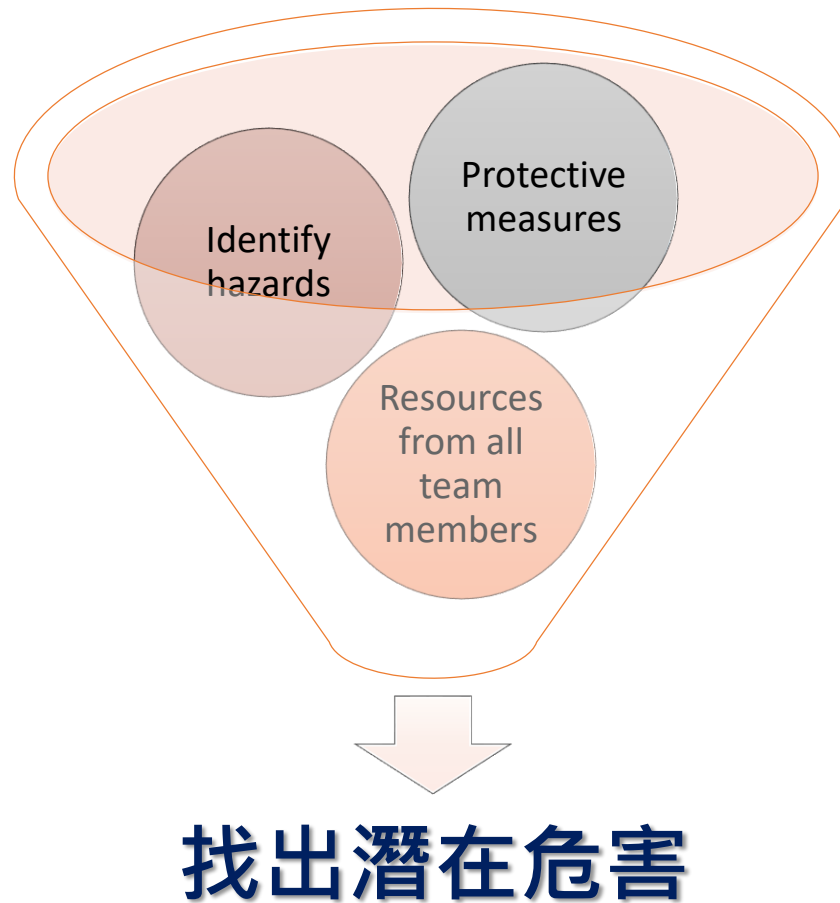 Identify
hazards
Protective
measures
Resources
from all
team
members
找出潛在危害